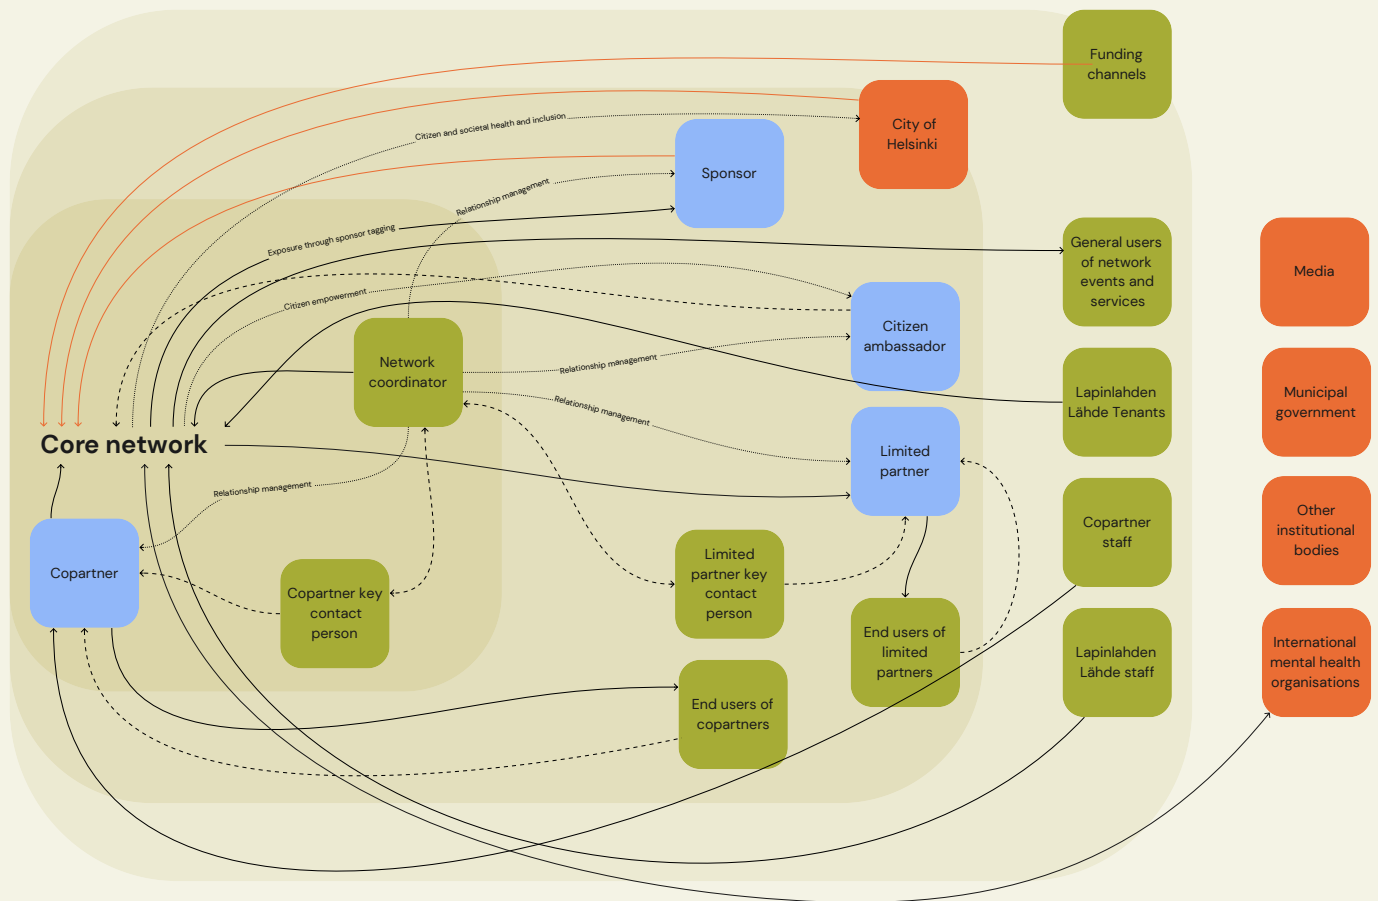 Funding
channels
City of
Helsinki
Citizen and societal health and inclusion
Sponsor
Relationship management
Exposure through sponsor tagging
General users
of network
events and
services
Media
Citizen empowerment
Citizen
ambassador
Network
coordinator
Relationship management
Relationship management
Lapinlahden
Lähde Tenants
Municipal
government
Core network
Limited
partner
Relationship management
Copartner
staff
Other
institutional
bodies
Copartner
Copartner key
contact
person
Limited
partner key
contact
person
End users of
limited
partners
Lapinlahden
Lähde staff
International
mental health
organisations
End users of
copartners